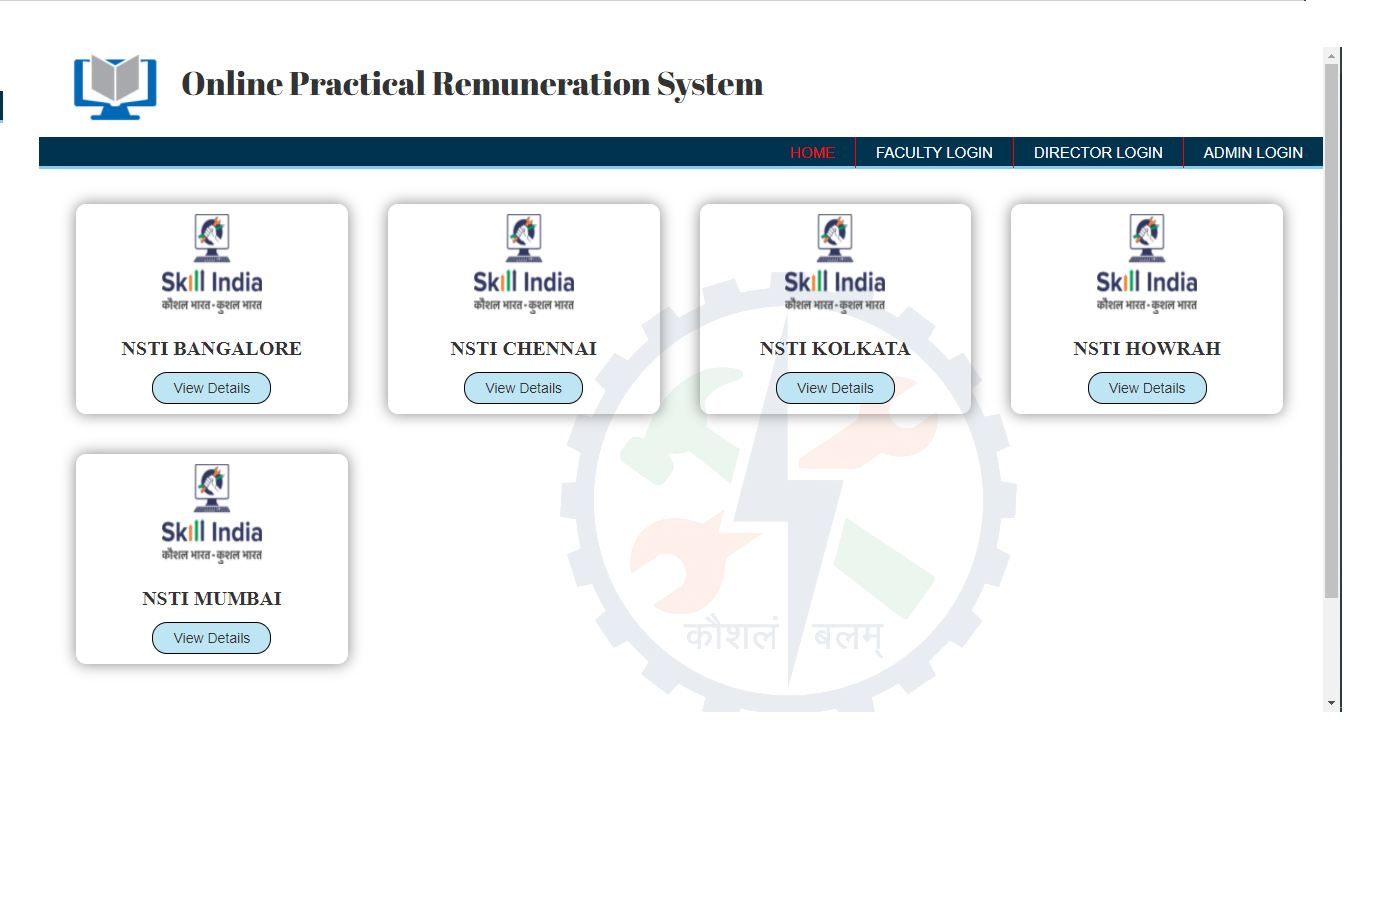 Online Practical Remuneration System
HOME FACULTY LOGIN DIRECTOR LOGIN ADMIN LOGIN
Skill India
कौशल भारत - कुशल भारत
NSTI BANGALORE
View Details
Skill India
कौशल भारत - कुशल भारत
NSTI CHENNAI
View Details
Skill India
कौशल भारत - कुशल भारत
NSTI KOLKATA
View Details
Skill India
कौशल भारत - कुशल भारत
NSTI HOWRAH
View Details
Skill India
कौशल भारत - कुशल भारत
NSTI MUMBAI
View Details
कौशलं बलम्